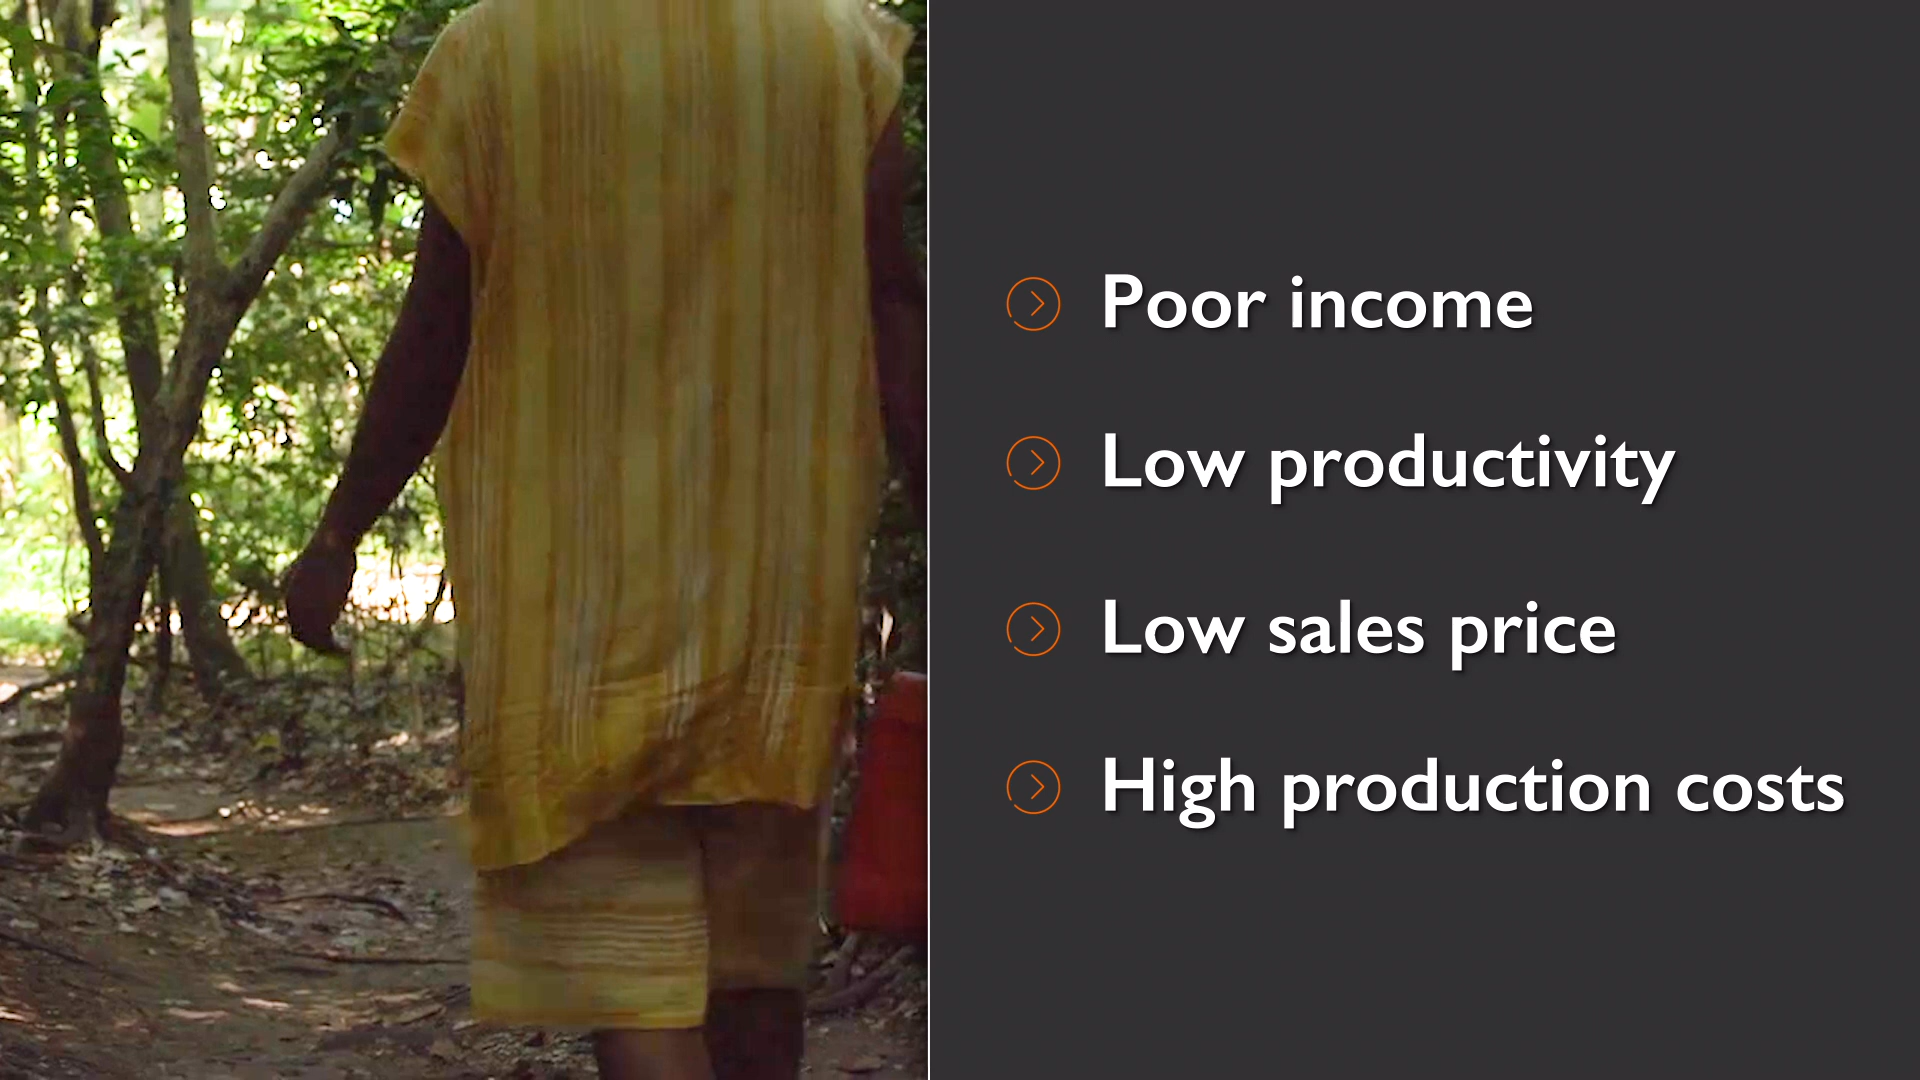 Poor income
Low productivity
Low sales price
High production costs